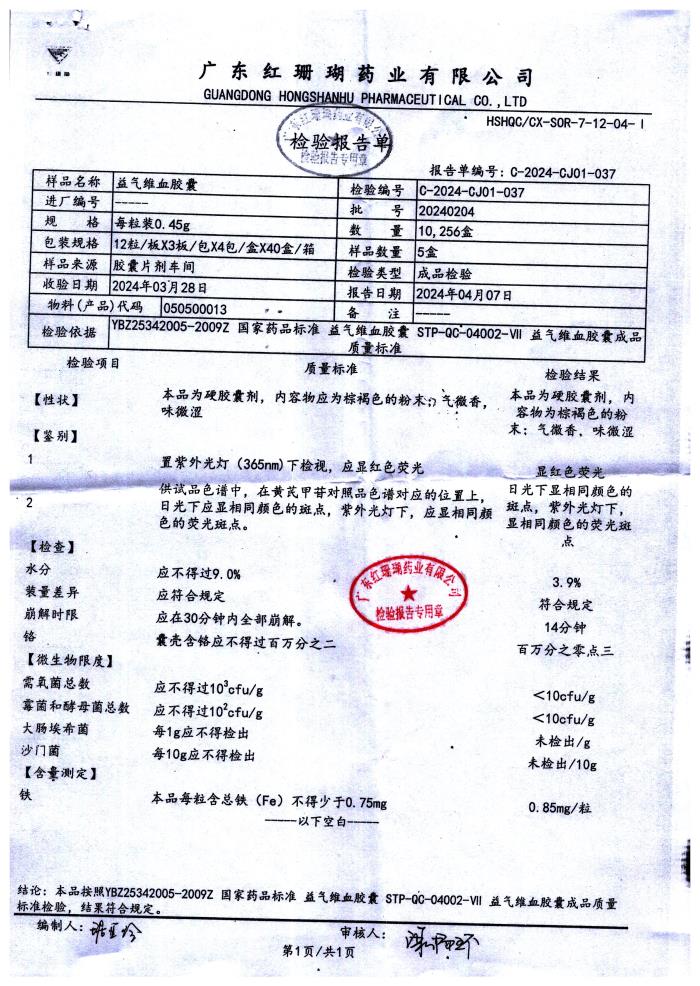 广东红珊瑚药业有限公司
GUANGDONG HONGSHANHU PHARMACEUTICAL CO.,LTD
HSHQC/CX-SOR-7-12-04-Ⅰ
检验报告单
检验报告专用章
报告单编号：C-2024-CJ01-037
样品名称 益气维血胶囊 检验编号 C-2024-CJ01-037
进厂编号 ----- 批号 20240204
规格 每粒装0.45g 数量 10,256盒
包装规格 12粒/板X3板/包X4包/盒X40盒/箱 样品数量 5盒
样品来源 胶囊片剂车间 检验类型 成品检验
收验日期 2024年03月28日 报告日期 2024年04月07日
物料(产品)代码 050500013 备注 -----
检验依据 YBZ25342005-2009Z 国家药品标准 益气维血胶囊 STP-QC-04002-Ⅶ 益气维血胶囊成品
质量标准
检验项目 质量标准 检验结果
【性状】 本品为硬胶囊剂，内容物应为棕褐色的粉末；气微香， 本品为硬胶囊剂，内
味微涩 容物为棕褐色的粉
末；气微香，味微涩
【鉴别】
1 置紫外光灯（365nm)下检视，应显红色荧光 显红色荧光
2 供试品色谱中，在黄芪甲苷对照品色谱对应的位置上， 日光下显相同颜色的
日光下应显相同颜色的斑点，紫外光灯下，应显相同颜 斑点，紫外光灯下，
色的荧光斑点。 显相同颜色的荧光斑
点
【检查】
水分 应不得过9.0% 3.9%
装量差异 应符合规定 符合规定
崩解时限 应在30分钟内全部崩解。 14分钟
铬 囊壳含铬应不得过百万分之二 百万分之零点三
广东红珊瑚药业有限公司
检验报告专用章
【微生物限度】
需氧菌总数 应不得过10³cfu/g ＜10cfu/g
霉菌和酵母菌总数 应不得过10²cfu/g ＜10cfu/g
大肠埃希菌 每1g应不得检出 未检出/g
沙门菌 每10g应不得检出 未检出/10g
【含量测定】
铁 本品每粒含总铁（Fe）不得少于0.75mg 0.85mg/粒
-----以下空白-----
结论：本品按照YBZ25342005-2009Z 国家药品标准 益气维血胶囊 STP-QC-04002-Ⅶ 益气维血胶囊成品质量
标准检验，结果符合规定。
编制人： 审核人：
第1页/共1页